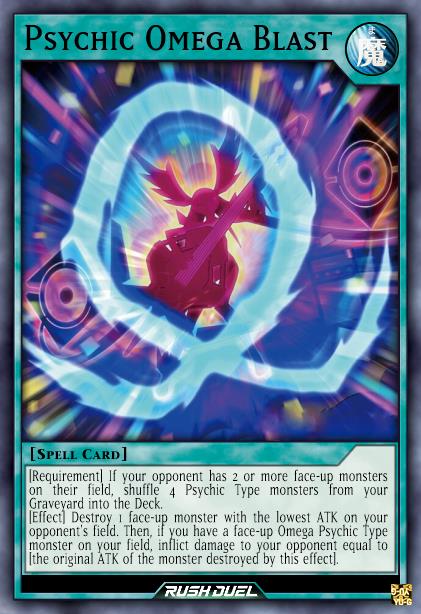 Psychic Omega Blast
ま
魔
[Spell Card]
[Requirement] If your opponent has 2 or more face-up monsters
on their field, shuffle 4 Psychic Type monsters from your
Graveyard into the Deck.
[Effect] Destroy 1 face-up monster with the lowest ATK on your
opponent's field. Then, if you have a face-up Omega Psychic Type
monster on your field, inflict damage to your opponent equal to
[the original ATK of the monster destroyed by this effect].
RUSH DUEL